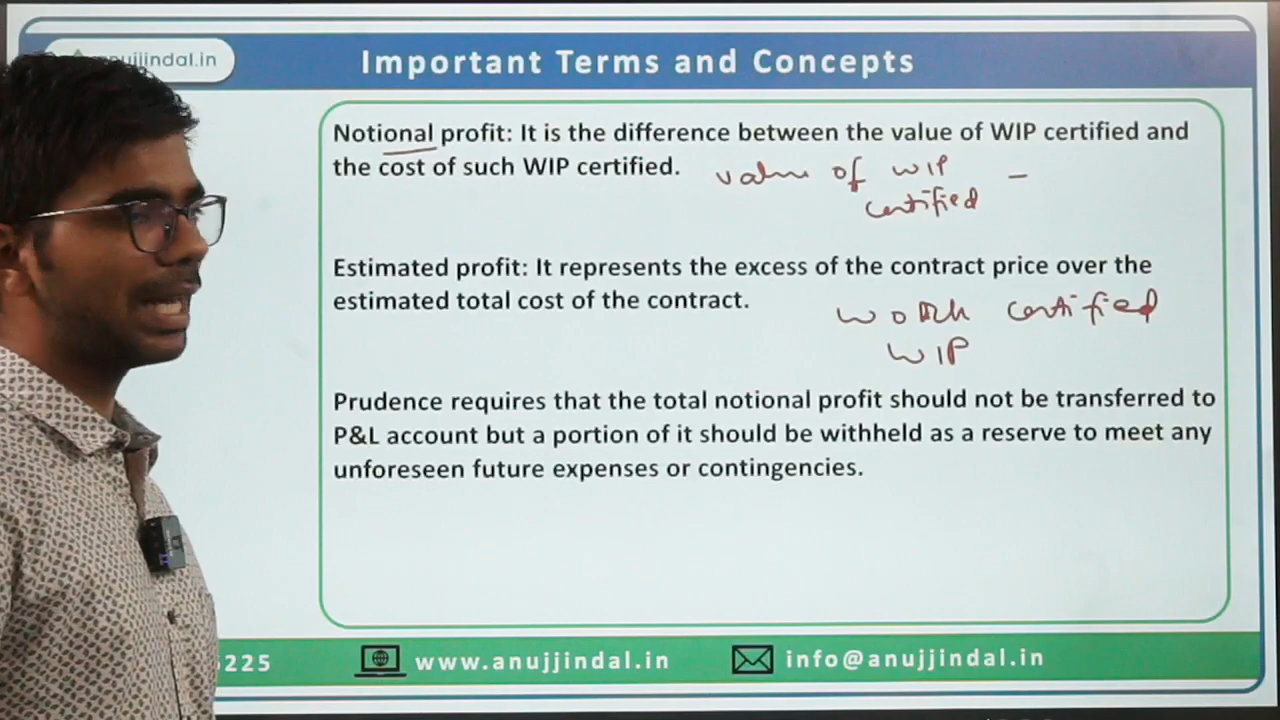 anujjindal.in
Important Terms and Concepts
Notional profit: It is the difference between the value of WIP certified and
the cost of such WIP certified.
value of WIP -
certified
Estimated profit: It represents the excess of the contract price over the
estimated total cost of the contract.
work certified
WIP
Prudence requires that the total notional profit should not be transferred to
P&L account but a portion of it should be withheld as a reserve to meet any
unforeseen future expenses or contingencies.
225 www.anujjindal.in info@anujjindal.in